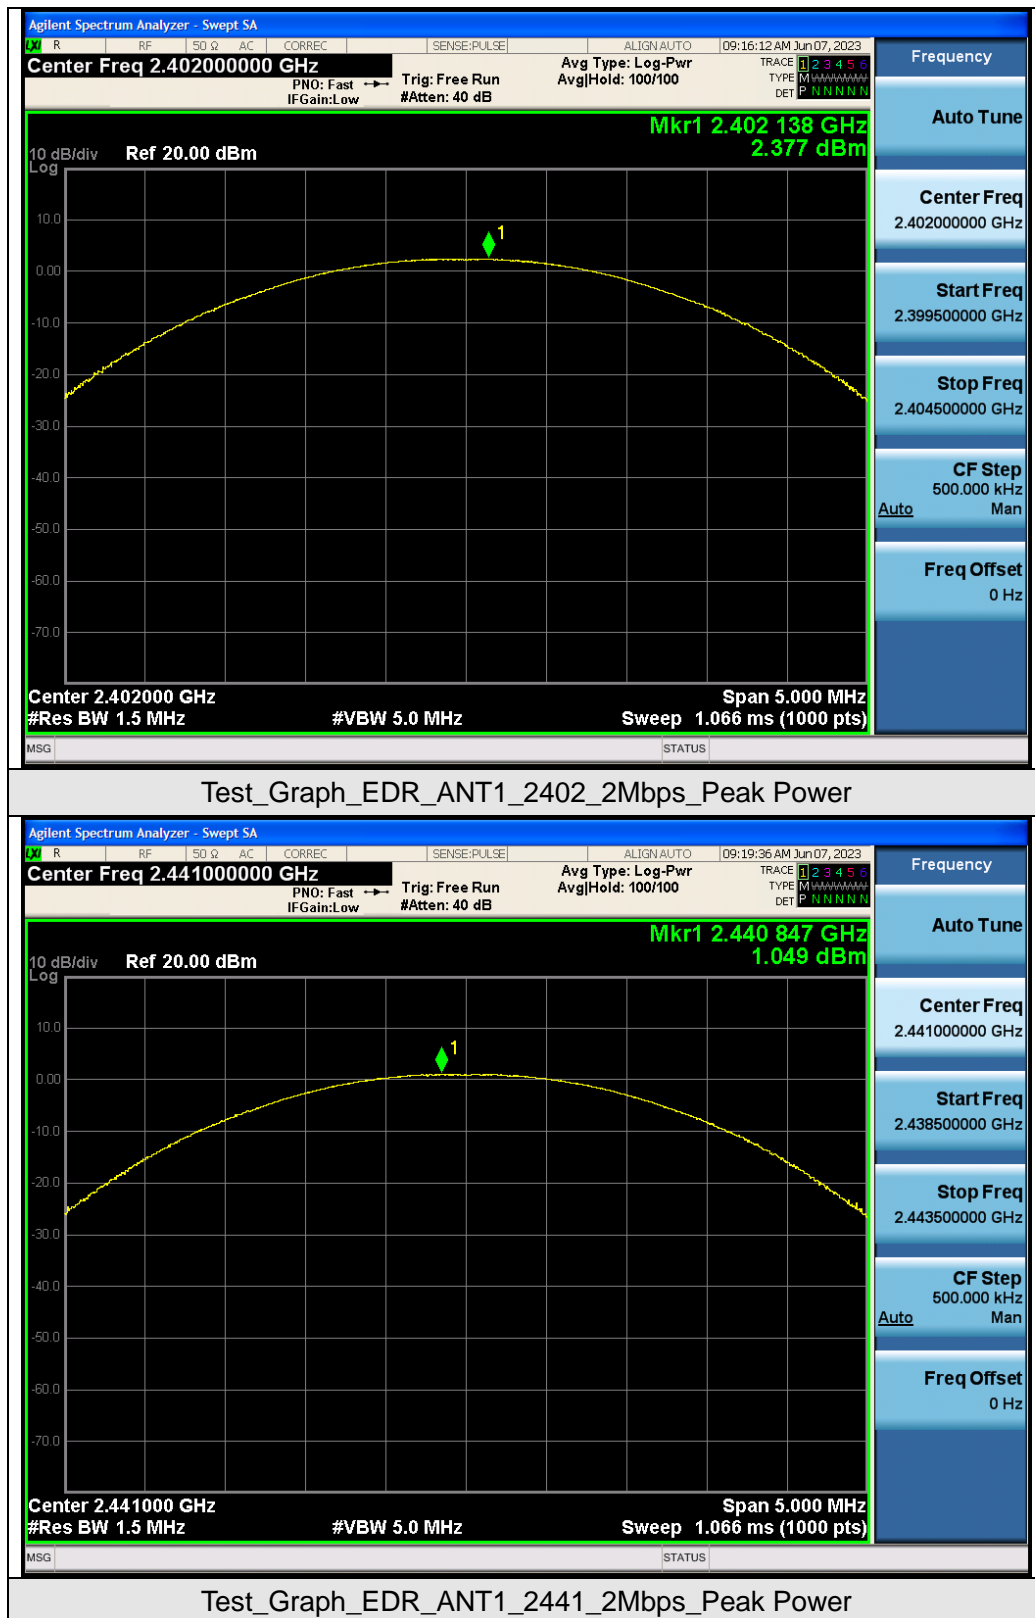 Agilent Spectrum Analyzer - Swept SA
LXI R RF 50 Ω AC CORREC SENSE:PULSE ALIGN AUTO 09:16:12 AM Jun 07, 2023
Center Freq 2.402000000 GHz
PNO: Fast
IFGain:Low
Trig: Free Run
#Atten: 40 dB
Avg Type: Log-Pwr
Avg|Hold: 100/100
TRACE 1 2 3 4 5 6
TYPE M
DET P N N N N N
Frequency
Auto Tune
Mkr1 2.402 138 GHz
2.377 dBm
10 dB/div Ref 20.00 dBm
Log
10.0
1
0.00
-10.0
-20.0
-30.0
-40.0
-50.0
-60.0
-70.0
Center Freq
2.402000000 GHz
Start Freq
2.399500000 GHz
Stop Freq
2.404500000 GHz
CF Step
500.000 kHz
Auto Man
Freq Offset
0 Hz
Center 2.402000 GHz Span 5.000 MHz
#Res BW 1.5 MHz #VBW 5.0 MHz Sweep 1.066 ms (1000 pts)
MSG STATUS
Test_Graph_EDR_ANT1_2402_2Mbps_Peak Power
Agilent Spectrum Analyzer - Swept SA
LXI R RF 50 Ω AC CORREC SENSE:PULSE ALIGN AUTO 09:19:36 AM Jun 07, 2023
Center Freq 2.441000000 GHz
PNO: Fast
IFGain:Low
Trig: Free Run
#Atten: 40 dB
Avg Type: Log-Pwr
Avg|Hold: 100/100
TRACE 1 2 3 4 5 6
TYPE M
DET P N N N N N
Frequency
Auto Tune
Mkr1 2.440 847 GHz
1.049 dBm
10 dB/div Ref 20.00 dBm
Log
10.0
1
0.00
-10.0
-20.0
-30.0
-40.0
-50.0
-60.0
-70.0
Center Freq
2.441000000 GHz
Start Freq
2.438500000 GHz
Stop Freq
2.443500000 GHz
CF Step
500.000 kHz
Auto Man
Freq Offset
0 Hz
Center 2.441000 GHz Span 5.000 MHz
#Res BW 1.5 MHz #VBW 5.0 MHz Sweep 1.066 ms (1000 pts)
MSG STATUS
Test_Graph_EDR_ANT1_2441_2Mbps_Peak Power